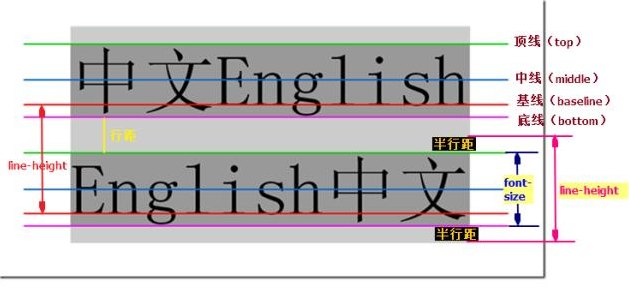 顶线（top）
中文English
中线（middle）
基线（baseline）
底线（bottom）
行距
半行距
line-height
English中文
font-
size
line-height
半行距